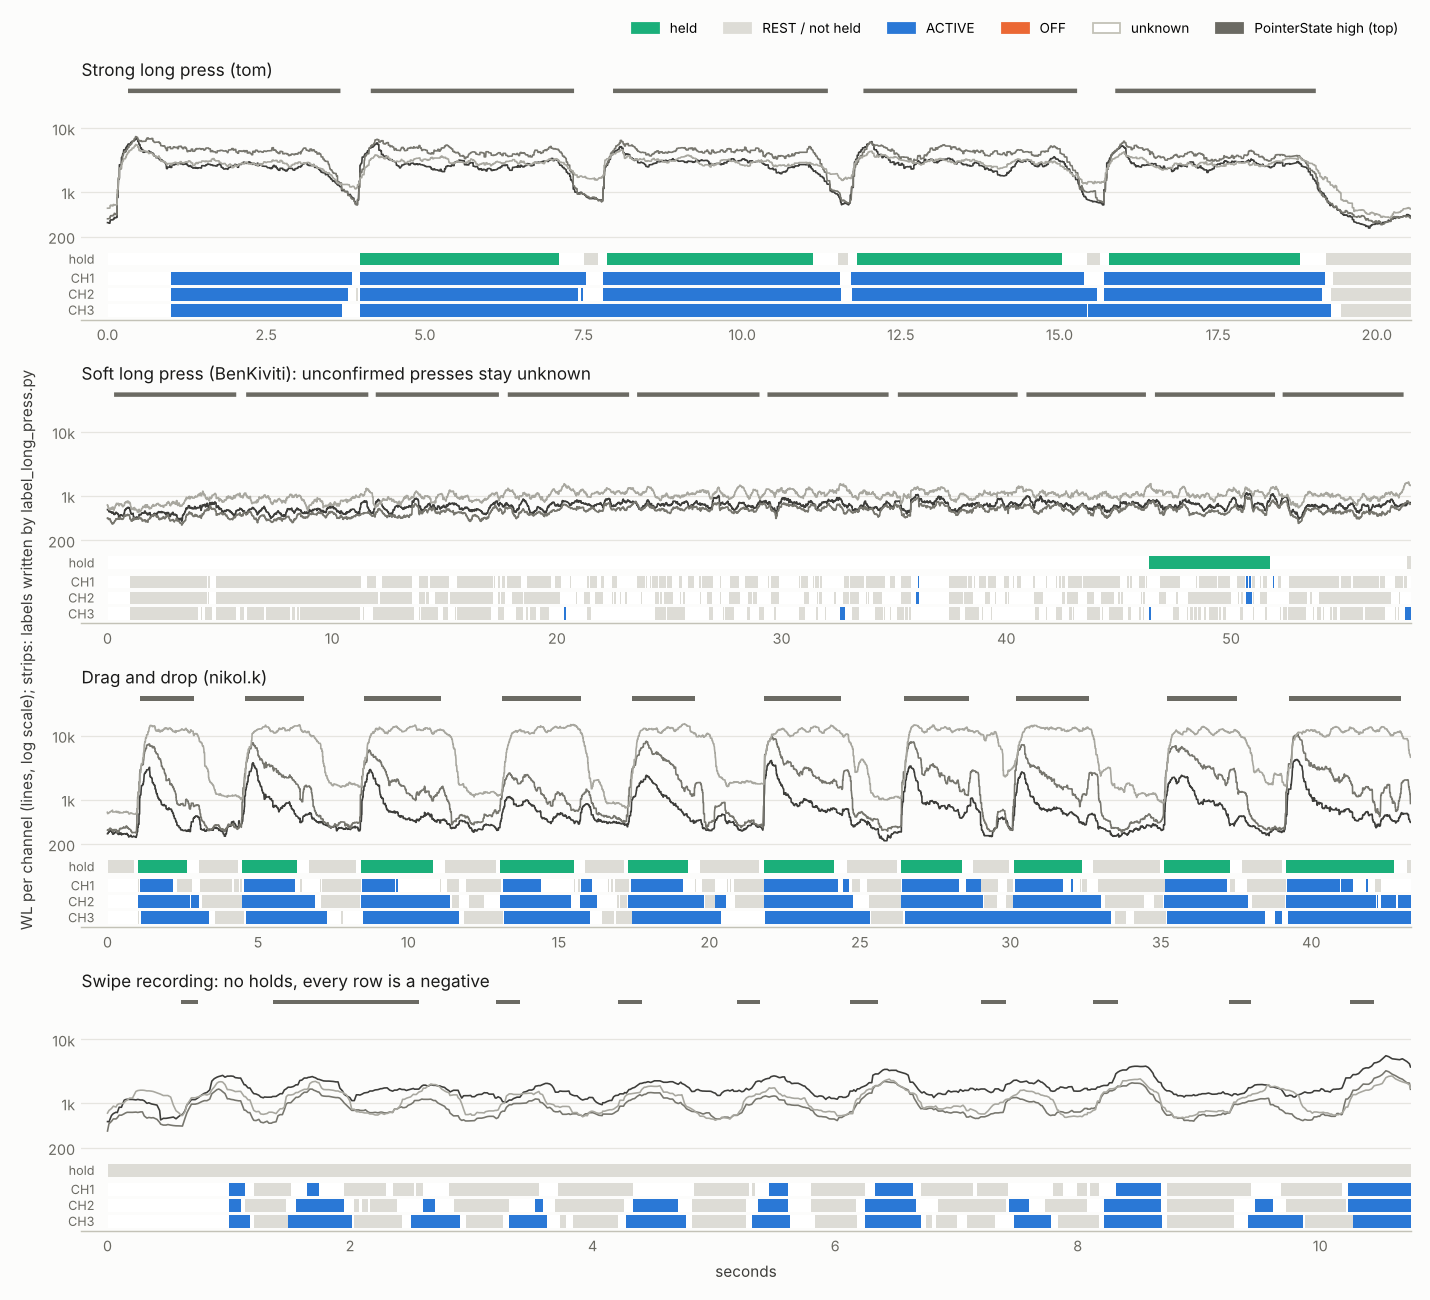 held REST / not held ACTIVE OFF unknown PointerState high (top)
WL per channel (lines, log scale); strips: labels written by label_long_press.py
Strong long press (tom)
10k
1k
200
hold
CH1
CH2
CH3
0.0 2.5 5.0 7.5 10.0 12.5 15.0 17.5 20.0
Soft long press (BenKiviti): unconfirmed presses stay unknown
10k
1k
200
hold
CH1
CH2
CH3
0 10 20 30 40 50
Drag and drop (nikol.k)
10k
1k
200
hold
CH1
CH2
CH3
0 5 10 15 20 25 30 35 40
Swipe recording: no holds, every row is a negative
10k
1k
200
hold
CH1
CH2
CH3
0 2 4 6 8 10
seconds